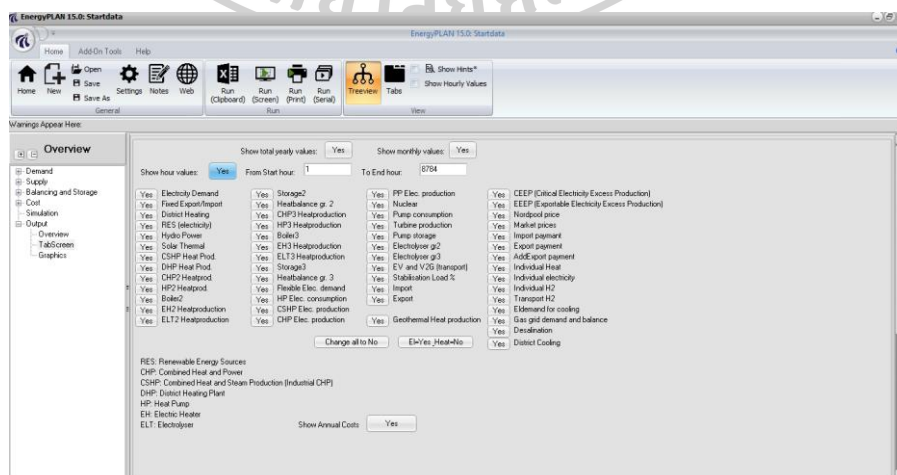 EnergyPLAN 15.0: Startdata
EnergyPLAN 15.0: Startdata
Home Add-On Tools Help
Home New Open Save Save As Settings Notes Web
General
Run (Clipboard) Run (Screen) Run (Print) Run (Serial)
Run
Treeview Tabs Show Hints* Show Hourly Values
View
Warnings Appear Here:
Overview
Demand
Supply
Balancing and Storage
Cost
Simulation
Output
Overview
TabScreen
Graphics
Show total yearly values: Yes Show monthly values: Yes
Show hour values: Yes From Start hour: 1 To End hour: 8784
Yes Electricity Demand
Yes Fixed Export/Import
Yes District Heating
Yes RES (electricity)
Yes Hydro Power
Yes Solar Thermal
Yes CSHP Heat Prod.
Yes DHP Heat Prod.
Yes CHP2 Heatprod.
Yes HP2 Heatprod.
Yes Boiler2
Yes EH2 Heatproduction
Yes ELT2 Heatproduction
Yes Storage2
Yes Heatbalance gr. 2
Yes CHP3 Heatproduction
Yes HP3 Heatproduction
Yes Boiler3
Yes EH3 Heatproduction
Yes ELT3 Heatproduction
Yes Storage3
Yes Heatbalance gr. 3
Yes Flexible Elec. demand
Yes HP Elec. consumption
Yes CSHP Elec. production
Yes CHP Elec. production
Yes PP Elec. production
Yes Nuclear
Yes Pump consumption
Yes Turbine production
Yes Pump storage
Yes Electrolyser gr2
Yes Electrolyser gr3
Yes EV and V2G (transport)
Yes Stabilisation Load %
Yes Import
Yes Export
Yes Geothermal Heat production
Yes CEEP (Critical Electricity Excess Production)
Yes EEEP (Exportable Electricity Excess Production)
Yes Nordpool price
Yes Market prices
Yes Import paymant
Yes Export payment
Yes AddExport payment
Yes Individual Heat
Yes Individual electricity
Yes Individual H2
Yes Transport H2
Yes Eldemand for cooling
Yes Gas grid demand and balance
Yes Desalination
Yes District Cooling
Change all to No El=Yes ,Heat=No
RES: Renewable Energy Sources
CHP: Combined Heat and Power
CSHP: Combined Heat and Steam Production (Industrial CHP)
DHP: District Heating Plant
HP: Heat Pump
EH: Electric Heater
ELT: Electrolyser
Show Annual Costs Yes